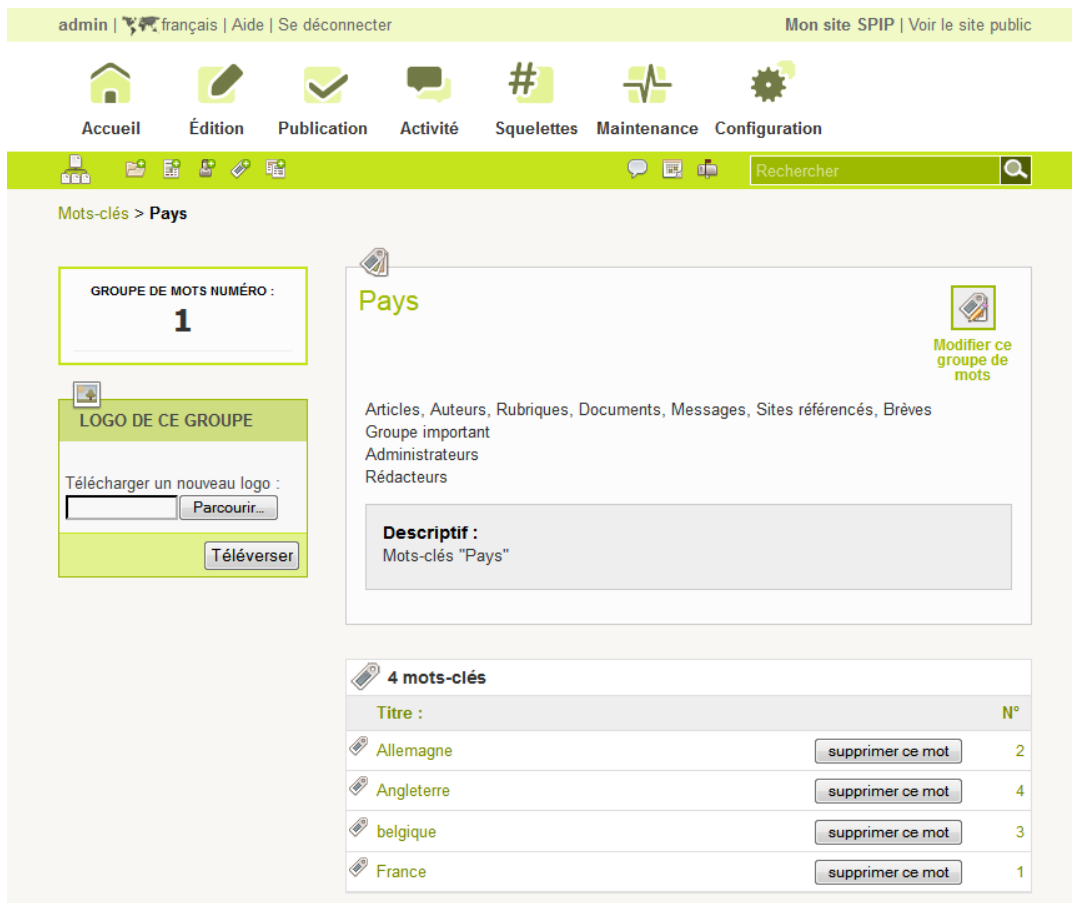 admin | français | Aide | Se déconnecter
Mon site SPIP | Voir le site public
Accueil Édition Publication Activité Squelettes Maintenance Configuration
Rechercher
Mots-clés > Pays
GROUPE DE MOTS NUMÉRO :
1
LOGO DE CE GROUPE
Télécharger un nouveau logo :
Parcourir...
Téléverser
Pays
Modifier ce
groupe de
mots
Articles, Auteurs, Rubriques, Documents, Messages, Sites référencés, Brèves
Groupe important
Administrateurs
Rédacteurs
Descriptif :
Mots-clés "Pays"
4 mots-clés
Titre : N°
Allemagne supprimer ce mot 2
Angleterre supprimer ce mot 4
belgique supprimer ce mot 3
France supprimer ce mot 1